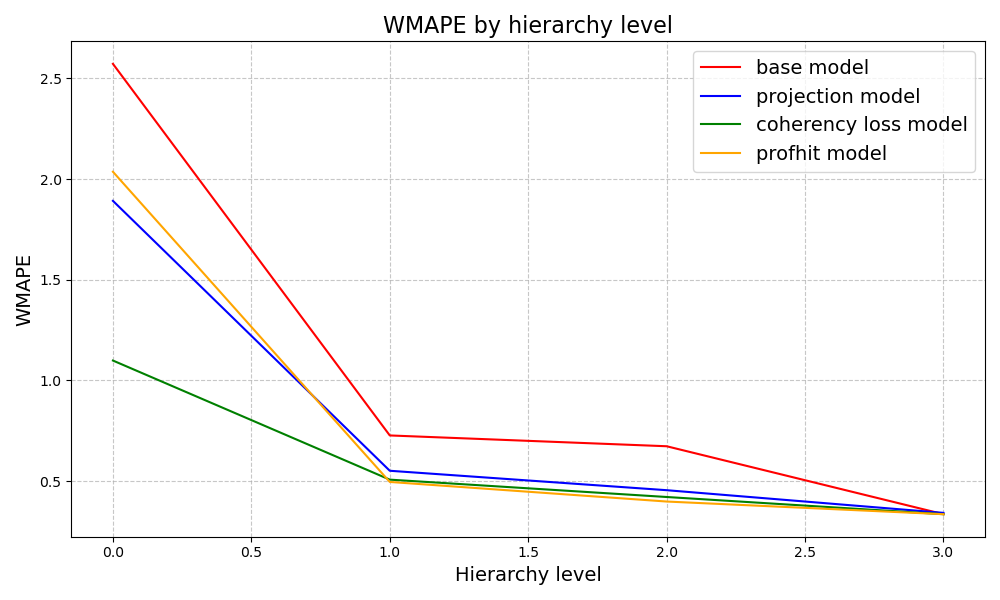 WMAPE by hierarchy level
base model
projection model
coherency loss model
profhit model
WMAPE
2.5
2.0
1.5
1.0
0.5
0.0
0.5
1.0
1.5
2.0
2.5
3.0
Hierarchy level